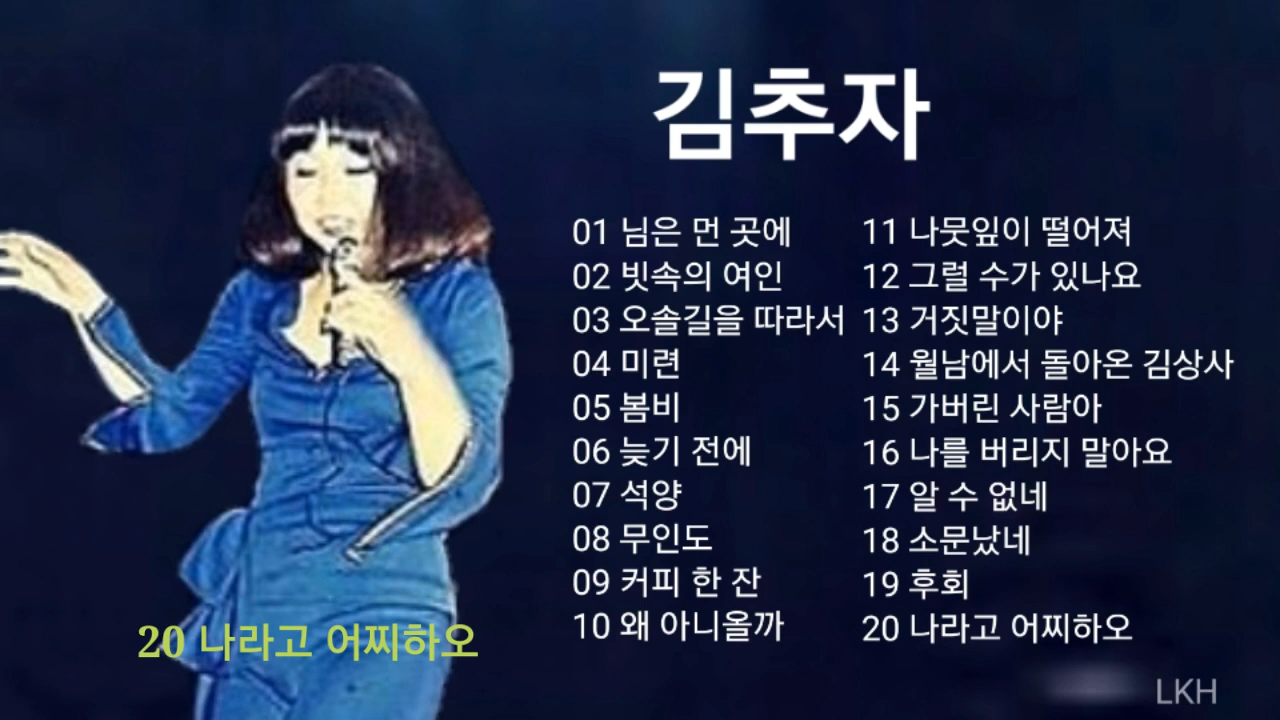 김추자
01 님은 먼 곳에
02 빗속의 여인
03 오솔길을 따라서
04 미련
05 봄비
06 늦기 전에
07 석양
08 무인도
09 커피 한 잔
10 왜 아니올까
11 나뭇잎이 떨어져
12 그럴 수가 있나요
13 거짓말이야
14 월남에서 돌아온 김상사
15 가버린 사람아
16 나를 버리지 말아요
17 알 수 없네
18 소문났네
19 후회
20 나라고 어찌하오
20 나라고 어찌하오
LKH